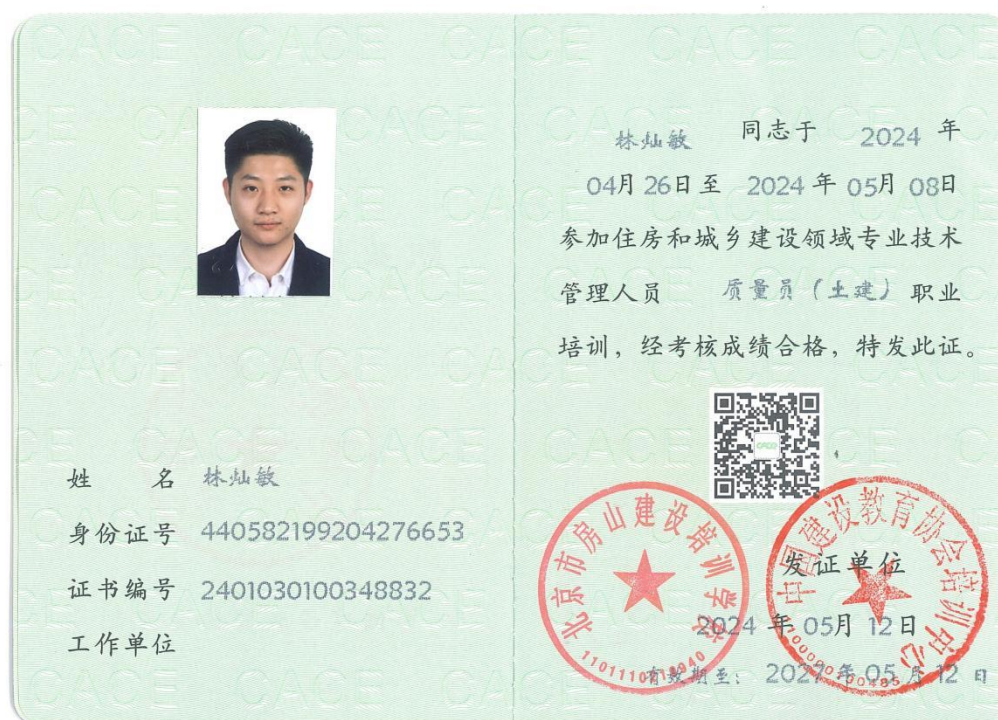 姓 名 林灿敏
身份证号 440582199204276653
证书编号 2401030100348832
工作单位
林灿敏 同志于 2024 年
04月26日至 2024年05月08日
参加住房和城乡建设领域专业技术
管理人员 质量员（土建） 职业
培训，经考核成绩合格，特发此证。
CACE
北京市房山建设培训学校
中国建设教育协会培训中心
发证单位
2024 年 05月 12日
有效期至： 2027 年 05 月 12 日